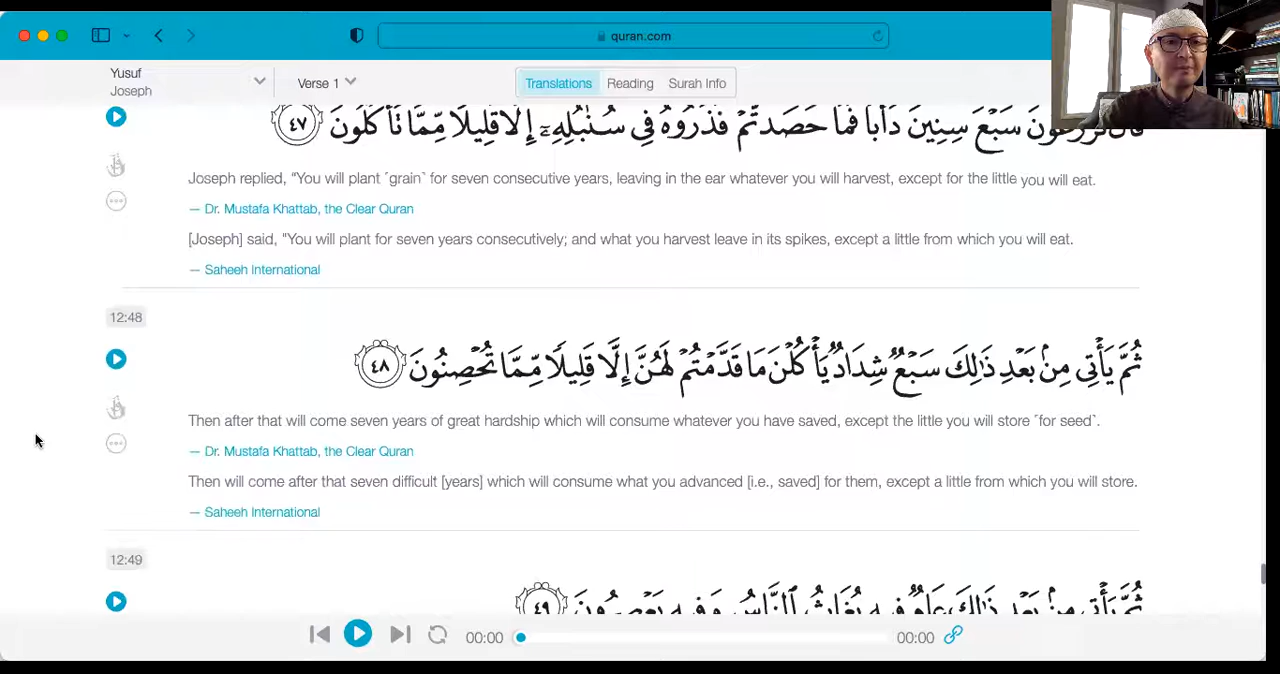 quran.com
Yusuf
Joseph
Verse 1
Translations
Reading
Surah Info
سَبْعَ سِنِينَ دَأَبًا فَمَا حَصَدتُّمْ فَذَرُوهُ فِي سُنۢبُلِهِۦٓ إِلَّا قَلِيلًا مِّمَّا تَأْكُلُونَ ٤٧
Joseph replied, “You will plant ˹grain˺ for seven consecutive years, leaving in the ear whatever you will harvest, except for the little you will eat.
— Dr. Mustafa Khattab, the Clear Quran
[Joseph] said, "You will plant for seven years consecutively; and what you harvest leave in its spikes, except a little from which you will eat.
— Saheeh International
12:48
ثُمَّ يَأْتِى مِنۢ بَعْدِ ذَٰلِكَ سَبْعٌ شِدَادٌ يَأْكُلْنَ مَا قَدَّمْتُمْ لَهُنَّ إِلَّا قَلِيلًا مِّمَّا تُحْصِنُونَ ٤٨
Then after that will come seven years of great hardship which will consume whatever you have saved, except the little you will store ˹for seed˺.
— Dr. Mustafa Khattab, the Clear Quran
Then will come after that seven difficult [years] which will consume what you advanced [i.e., saved] for them, except a little from which you will store.
— Saheeh International
12:49
ثُمَّ يَأْتِى مِنۢ بَعْدِ ذَٰلِكَ عَامٌ فِيهِ يُغَاثُ ٱلنَّاسُ وَفِيهِ يَعْصِرُونَ ٤٩
00:00
00:00